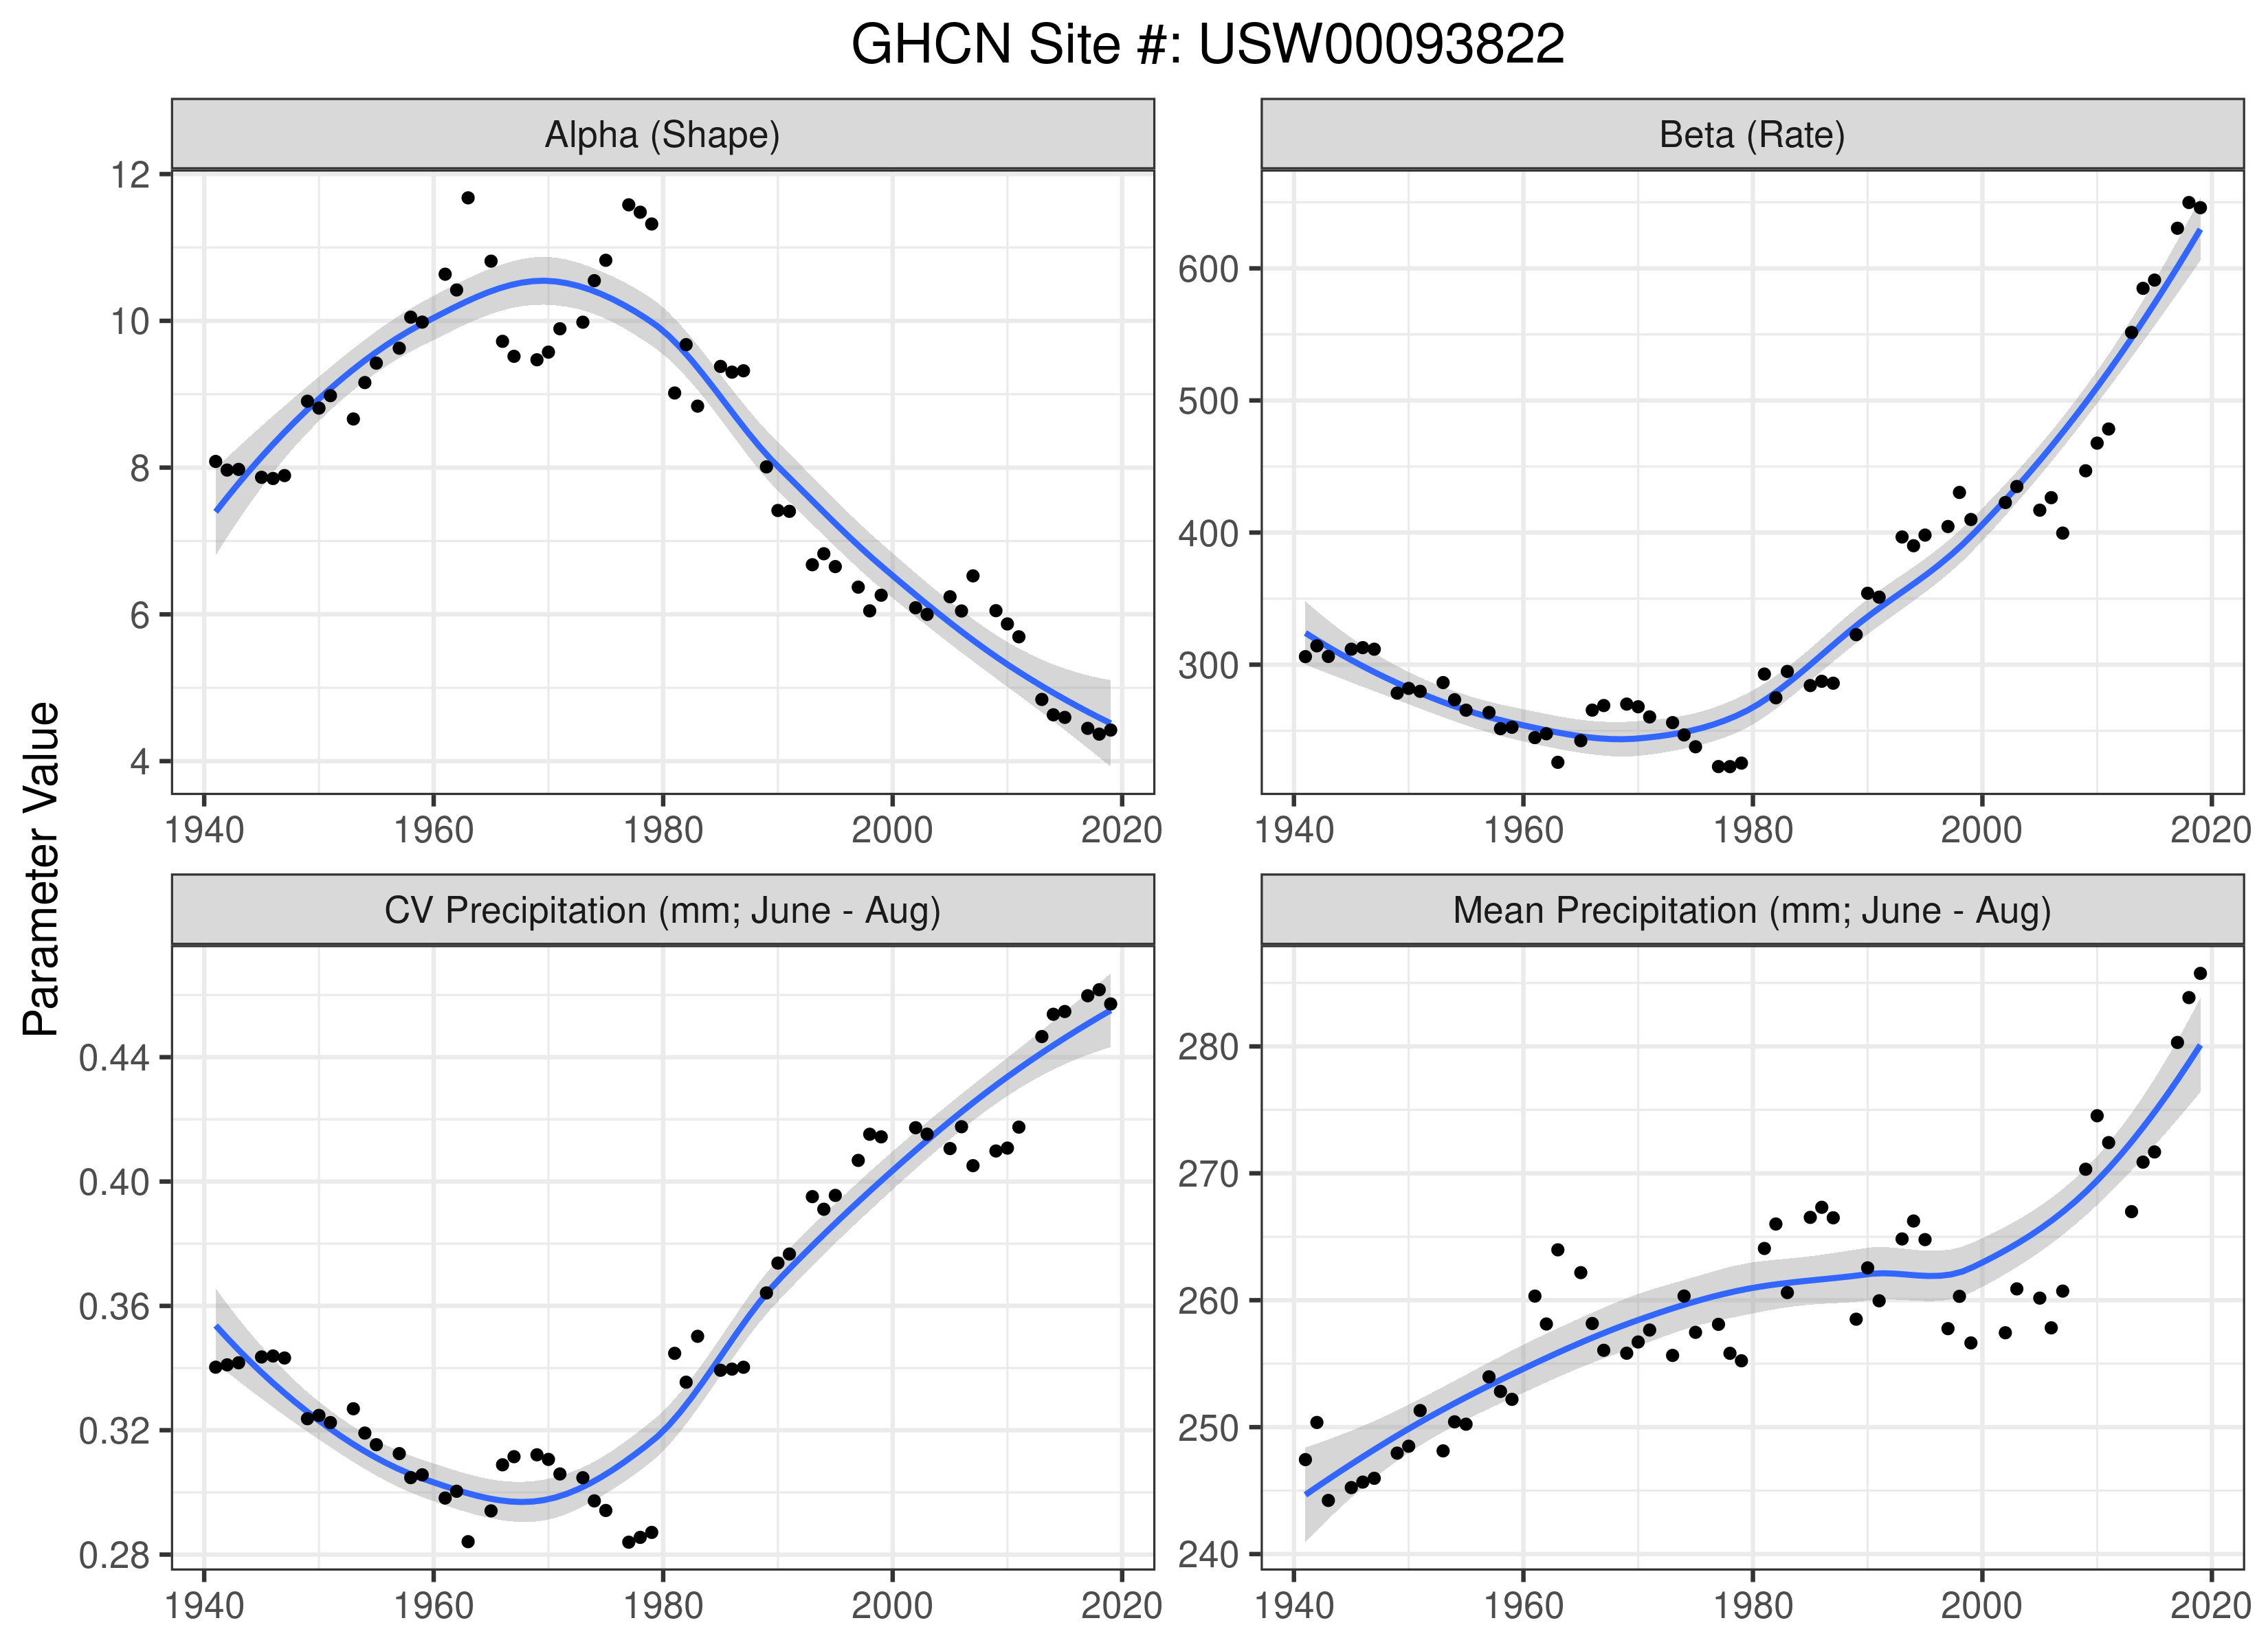 GHCN Site #: USW00093822
Alpha (Shape)
Beta (Rate)
12
10
8
6
4
600
500
400
300
1940 1960 1980 2000 2020
1940 1960 1980 2000 2020
Parameter Value
CV Precipitation (mm; June - Aug)
Mean Precipitation (mm; June - Aug)
0.44
0.40
0.36
0.32
0.28
280
270
260
250
240
1940 1960 1980 2000 2020
1940 1960 1980 2000 2020